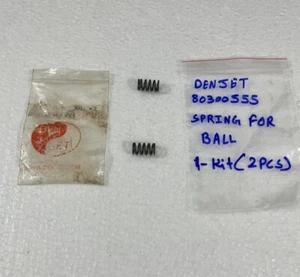 DENJET
80300555
SPRING FOR
BALL
1-Kit (2PCS)